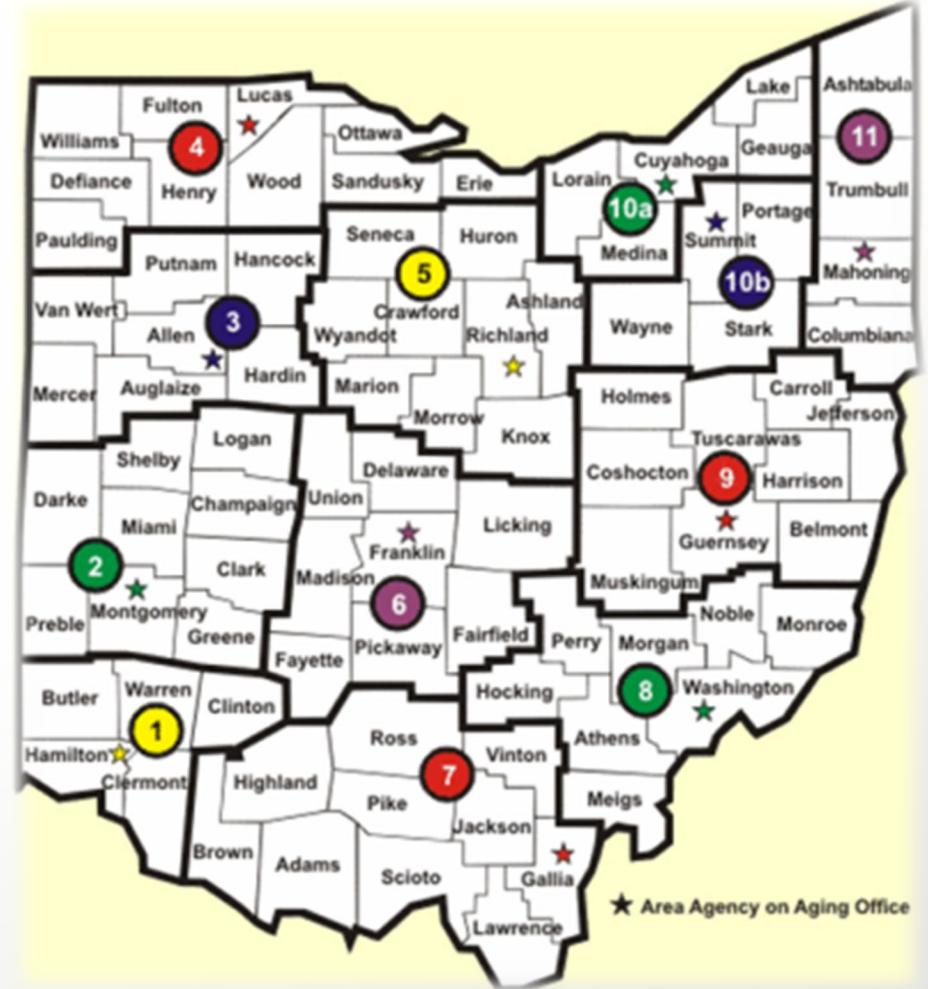 Lake
Ashtabula
Lucas
Fulton
4
11
Williams
Ottawa
Geauga
Cuyahoga
Defiance
Henry
Wood
Sandusky
Erie
Lorain
Trumbull
10a
Portage
Paulding
Seneca
Huron
Summit
Medina
Putnam
Hancock
Mahoning
5
10b
Van Wert
Allen
3
Crawford
Ashland
Wyandot
Richland
Wayne
Stark
Columbiana
Mercer
Auglaize
Hardin
Marion
Holmes
Carroll
Jefferson
Morrow
Knox
Logan
Tuscarawas
Shelby
Delaware
Coshocton
9
Harrison
Darke
Champaign
Union
Miami
Licking
Belmont
Franklin
Guernsey
2
Clark
Madison
Muskingum
Montgomery
6
Noble
Preble
Greene
Pickaway
Fairfield
Perry
Morgan
Monroe
Fayette
Butler
Warren
Clinton
Hocking
8
Washington
1
Ross
Athens
Hamilton
Vinton
7
Clermont
Highland
Pike
Meigs
Jackson
Brown
Adams
Scioto
Gallia
Area Agency on Aging Office
Lawrence